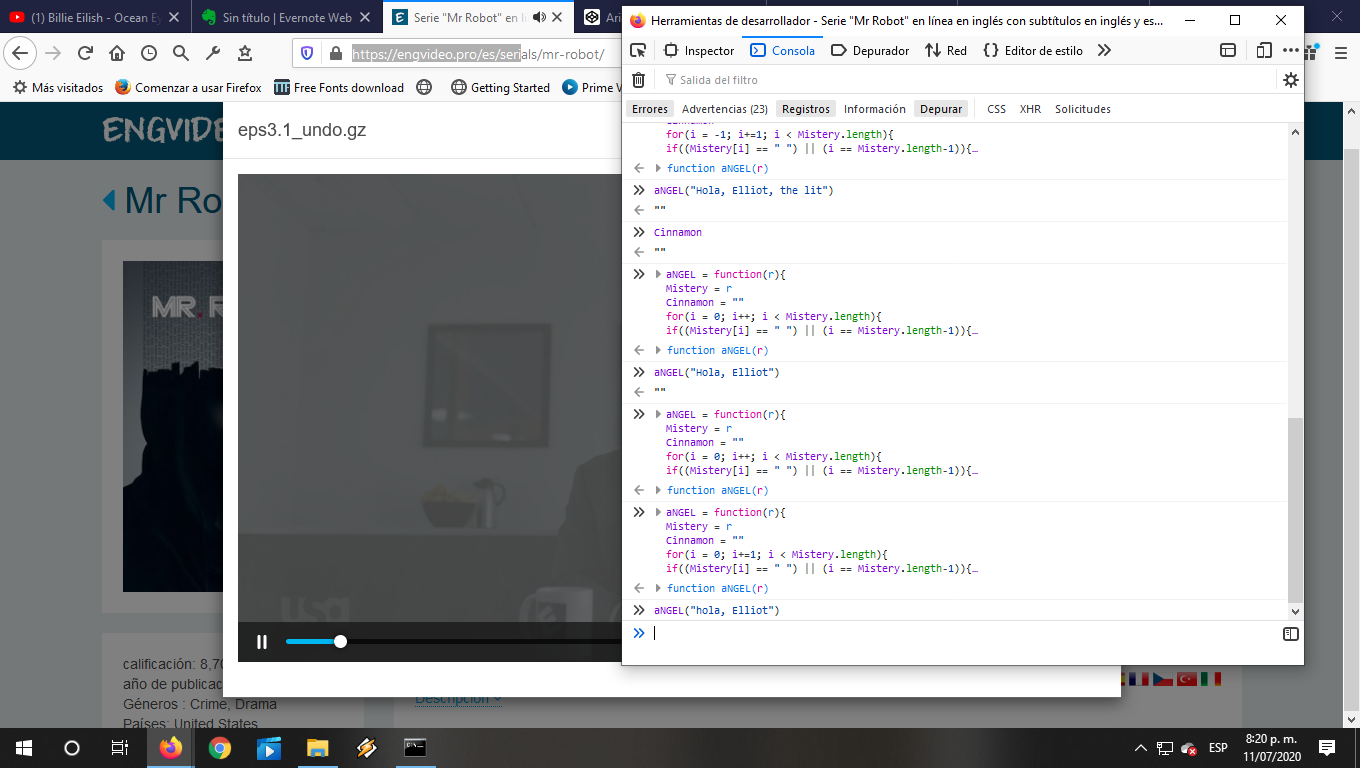 (1) Billie Eilish - Ocean Ey
Sin título | Evernote Web
Serie "Mr Robot" en lí
Ari
https://engvideo.pro/es/serials/mr-robot/
Más visitados
Comenzar a usar Firefox
Free Fonts download
Getting Started
Prime V
ENGVIDE
eps3.1_undo.gz
Mr Ro
MR. R
usa
calificación: 8,70
año de publicac
Géneros : Crime, Drama
Países: United States
Descripción
Herramientas de desarrollador - Serie "Mr Robot" en línea en inglés con subtítulos en inglés y es...
Inspector
Consola
Depurador
Red
Editor de estilo
Salida del filtro
Errores
Advertencias (23)
Registros
Información
Depurar
CSS
XHR
Solicitudes
Cinnamon
for(i = -1; i+=1; i < Mistery.length){
if((Mistery[i] == " ") || (i == Mistery.length-1)){…
function aNGEL(r)
aNGEL("Hola, Elliot, the lit")
""
Cinnamon
""
aNGEL = function(r){
Mistery = r
Cinnamon = ""
for(i = 0; i++; i < Mistery.length){
if((Mistery[i] == " ") || (i == Mistery.length-1)){…
function aNGEL(r)
aNGEL("Hola, Elliot")
""
aNGEL = function(r){
Mistery = r
Cinnamon = ""
for(i = 0; i++; i < Mistery.length){
if((Mistery[i] == " ") || (i == Mistery.length-1)){…
function aNGEL(r)
aNGEL = function(r){
Mistery = r
Cinnamon = ""
for(i = 0; i+=1; i < Mistery.length){
if((Mistery[i] == " ") || (i == Mistery.length-1)){…
function aNGEL(r)
aNGEL("hola, Elliot")
ESP
8:20 p. m.
11/07/2020